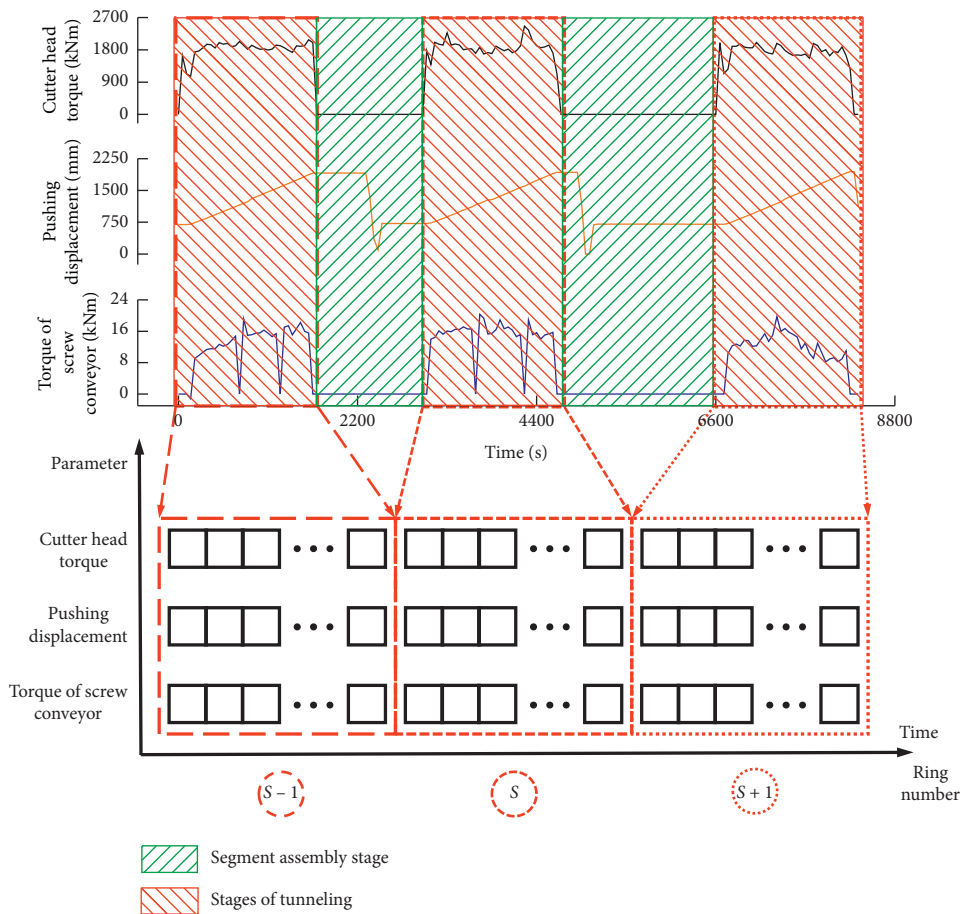 2700
1800
900
0
Cutter head
torque (kNm)
2250
1500
750
0
Pushing
displacement (mm)
24
16
8
0
Torque of
screw
conveyor (kNm)
0
2200
4400
6600
8800
Time (s)
Parameter
Cutter head
torque
Pushing
displacement
Torque of screw
conveyor
Time
Ring
number
S – 1
S
S + 1
Segment assembly stage
Stages of tunneling